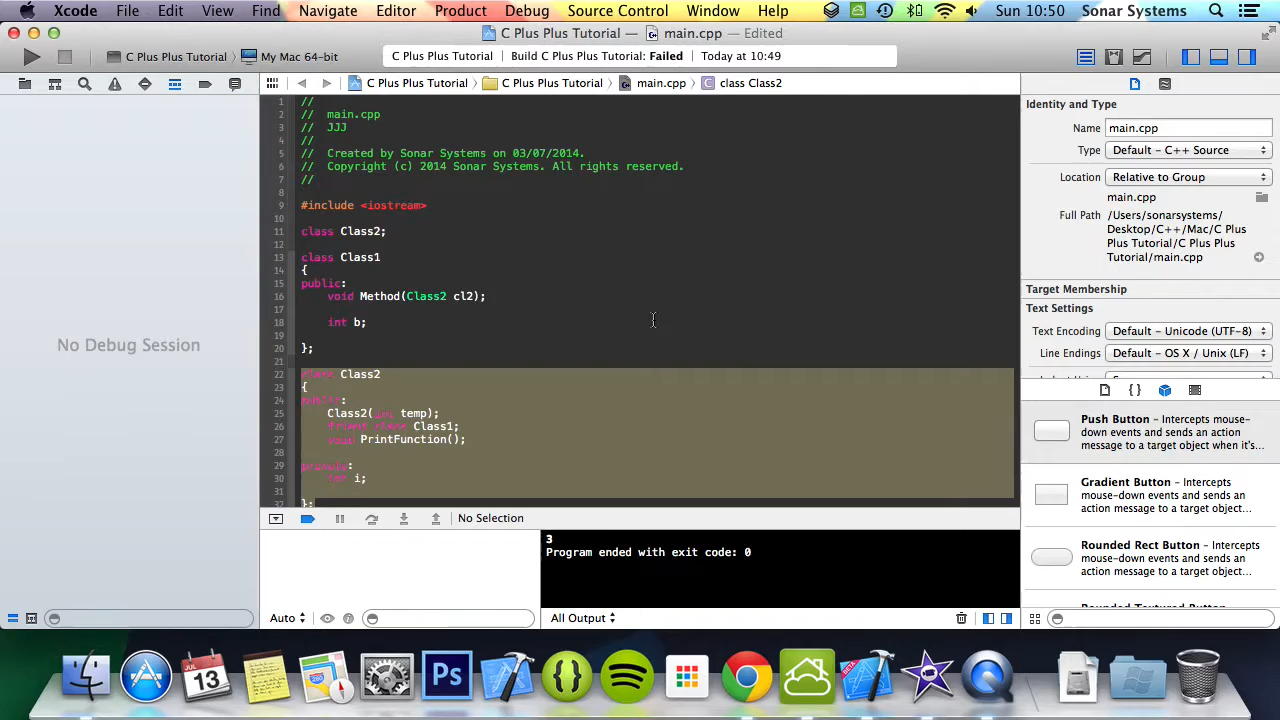 Xcode File Edit View Find Navigate Editor Product Debug Source Control Window Help Sun 10:50 Sonar Systems
C Plus Plus Tutorial — main.cpp — Edited
C Plus Plus Tutorial My Mac 64-bit C Plus Plus Tutorial Build C Plus Plus Tutorial: Failed Today at 10:49
C Plus Plus Tutorial C Plus Plus Tutorial main.cpp class Class2
No Debug Session
1 //
2 // main.cpp
3 // JJJ
4 //
5 // Created by Sonar Systems on 03/07/2014.
6 // Copyright (c) 2014 Sonar Systems. All rights reserved.
7 //
8
9 #include <iostream>
10
11 class Class2;
12
13 class Class1
14 {
15 public:
16 void Method(Class2 cl2);
17
18 int b;
19
20 };
21
22 class Class2
23 {
24 public:
25 Class2(int temp);
26 friend class Class1;
27 void PrintFunction();
28
29 private:
30 int i;
31
32 };
No Selection
3
Program ended with exit code: 0
Auto
All Output
Identity and Type
Name main.cpp
Type Default - C++ Source
Location Relative to Group
main.cpp
Full Path /Users/sonarsystems/
Desktop/C++/Mac/C Plus
Plus Tutorial/C Plus Plus
Tutorial/main.cpp
Target Membership
Text Settings
Text Encoding Default - Unicode (UTF-8)
Line Endings Default - OS X / Unix (LF)
{ }
Push Button - Intercepts mouse-
down events and sends an action
message to a target object when it's...
Gradient Button - Intercepts
mouse-down events and sends an
action message to a target object...
Rounded Rect Button - Intercepts
mouse-down events and sends an
action message to a target object...
Rounded Textured Button
JUL
13
280
Ps
{}
BETA